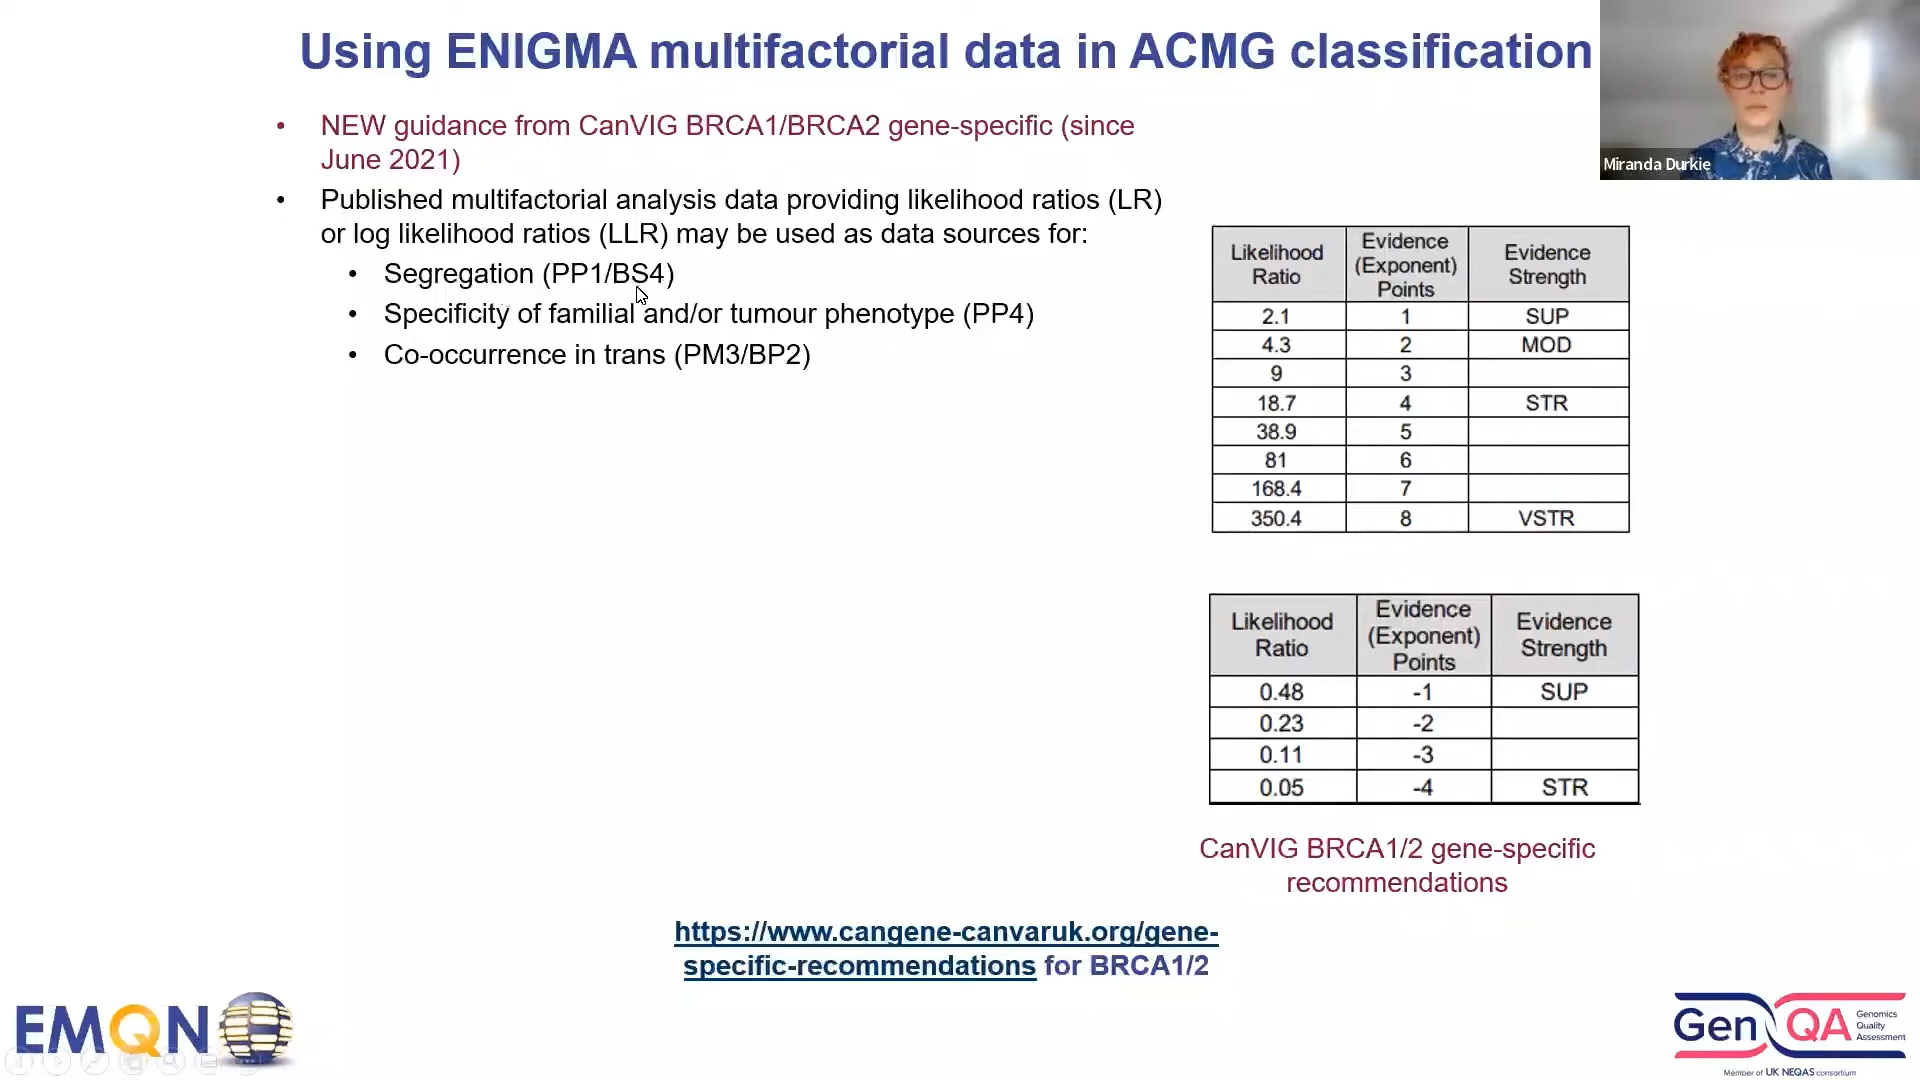 Using ENIGMA multifactorial data in ACMG classification
Miranda Durkie
• NEW guidance from CanVIG BRCA1/BRCA2 gene-specific (since
June 2021)
• Published multifactorial analysis data providing likelihood ratios (LR)
or log likelihood ratios (LLR) may be used as data sources for:
• Segregation (PP1/BS4)
• Specificity of familial and/or tumour phenotype (PP4)
• Co-occurrence in trans (PM3/BP2)
Likelihood Ratio Evidence (Exponent) Points Evidence Strength
2.1 1 SUP
4.3 2 MOD
9 3
18.7 4 STR
38.9 5
81 6
168.4 7
350.4 8 VSTR
Likelihood Ratio Evidence (Exponent) Points Evidence Strength
0.48 -1 SUP
0.23 -2
0.11 -3
0.05 -4 STR
CanVIG BRCA1/2 gene-specific
recommendations
https://www.cangene-canvaruk.org/gene-
specific-recommendations for BRCA1/2
EMQN
GenQA Genomics
Quality
Assessment
Member of UK NEQAS consortium